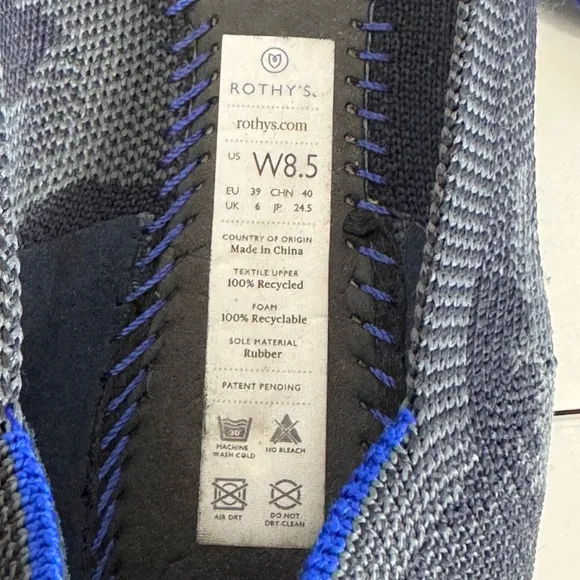 ROTHY'S
rothys.com
US W8.5
EU 39 CHN 40
UK 6 JP 24.5
COUNTRY OF ORIGIN
Made in China
TEXTILE UPPER
100% Recycled
FOAM
100% Recyclable
SOLE MATERIAL
Rubber
PATENT PENDING
30°
MACHINE WASH COLD
NO BLEACH
AIR DRY
DO NOT DRY CLEAN